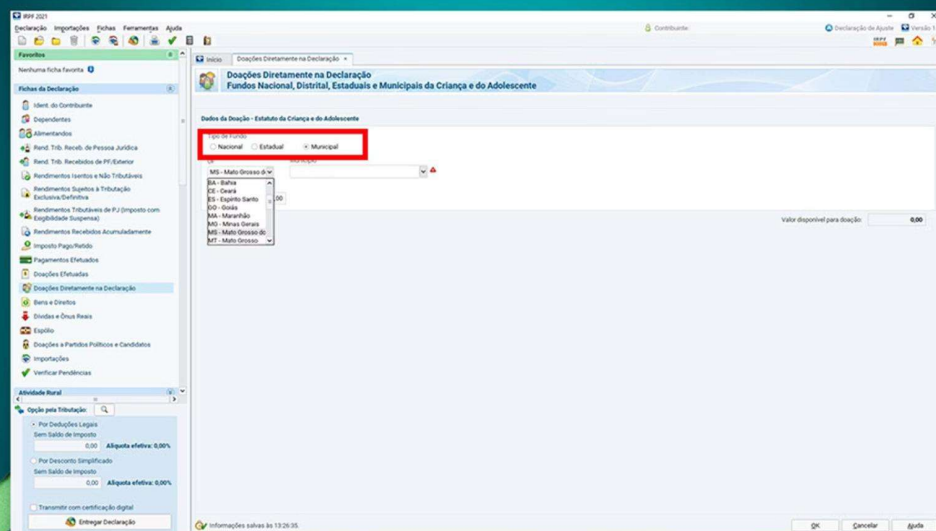 IRPF 2021
Declaração Importações Fichas Ferramentas Ajuda
Contribuinte:
Declaração de Ajuste
Versão 1
Favoritos
Nenhuma ficha favorita
Fichas da Declaração
Ident. do Contribuinte
Dependentes
Alimentandos
Rend. Trib. Receb. de Pessoa Jurídica
Rend. Trib. Recebidos de PF/Exterior
Rendimentos Isentos e Não Tributáveis
Rendimentos Sujeitos à Tributação
Exclusiva/Definitiva
Rendimentos Tributáveis de PJ (Imposto com
Exigibilidade Suspensa)
Rendimentos Recebidos Acumuladamente
Imposto Pago/Retido
Pagamentos Efetuados
Doações Efetuadas
Doações Diretamente na Declaração
Bens e Direitos
Dívidas e Ônus Reais
Espólio
Doações a Partidos Políticos e Candidatos
Importações
Verificar Pendências
Atividade Rural
Opção pela Tributação:
Por Deduções Legais
Sem Saldo de Imposto
0,00 Alíquota efetiva: 0,00%
Por Desconto Simplificado
Sem Saldo de Imposto
0,00 Alíquota efetiva: 0,00%
Transmitir com certificação digital
Entregar Declaração
Início
Doações Diretamente na Declaração
Doações Diretamente na Declaração
Fundos Nacional, Distrital, Estaduais e Municipais da Criança e do Adolescente
Dados da Doação - Estatuto da Criança e do Adolescente
Tipo de Fundo
Nacional Estadual Municipal
UF Município
MS - Mato Grosso d
BA - Bahia
CE - Ceará
ES - Espírito Santo
GO - Goiás
MA - Maranhão
MG - Minas Gerais
MS - Mato Grosso do
MT - Mato Grosso
,00
Valor disponível para doação: 0,00
Informações salvas às 13:26:35.
OK Cancelar Ajuda